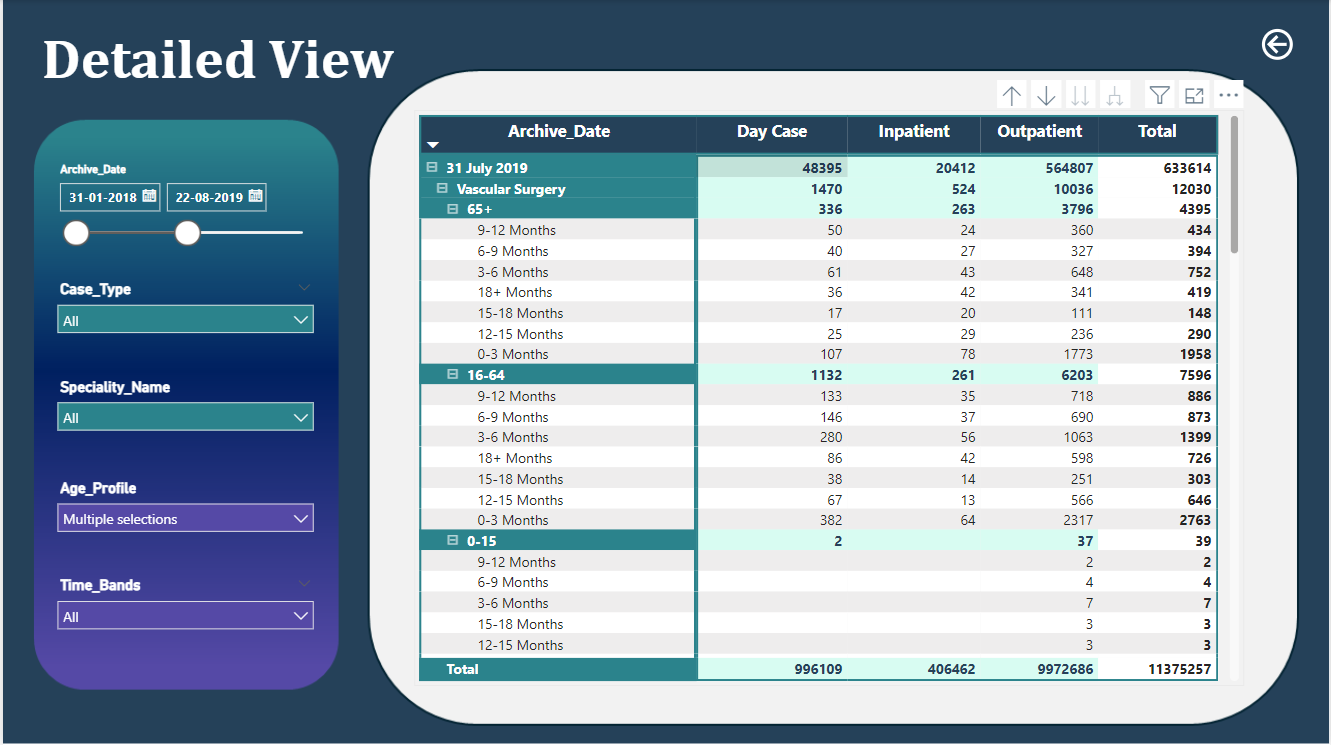 Detailed View
Archive_Date
31-01-2018 22-08-2019
Case_Type
All
Speciality_Name
All
Age_Profile
Multiple selections
Time_Bands
All
Archive_Date Day Case Inpatient Outpatient Total
31 July 2019 48395 20412 564807 633614
Vascular Surgery 1470 524 10036 12030
65+ 336 263 3796 4395
9-12 Months 50 24 360 434
6-9 Months 40 27 327 394
3-6 Months 61 43 648 752
18+ Months 36 42 341 419
15-18 Months 17 20 111 148
12-15 Months 25 29 236 290
0-3 Months 107 78 1773 1958
16-64 1132 261 6203 7596
9-12 Months 133 35 718 886
6-9 Months 146 37 690 873
3-6 Months 280 56 1063 1399
18+ Months 86 42 598 726
15-18 Months 38 14 251 303
12-15 Months 67 13 566 646
0-3 Months 382 64 2317 2763
0-15 2 37 39
9-12 Months 2 2
6-9 Months 4 4
3-6 Months 7 7
15-18 Months 3 3
12-15 Months 3 3
Total 996109 406462 9972686 11375257